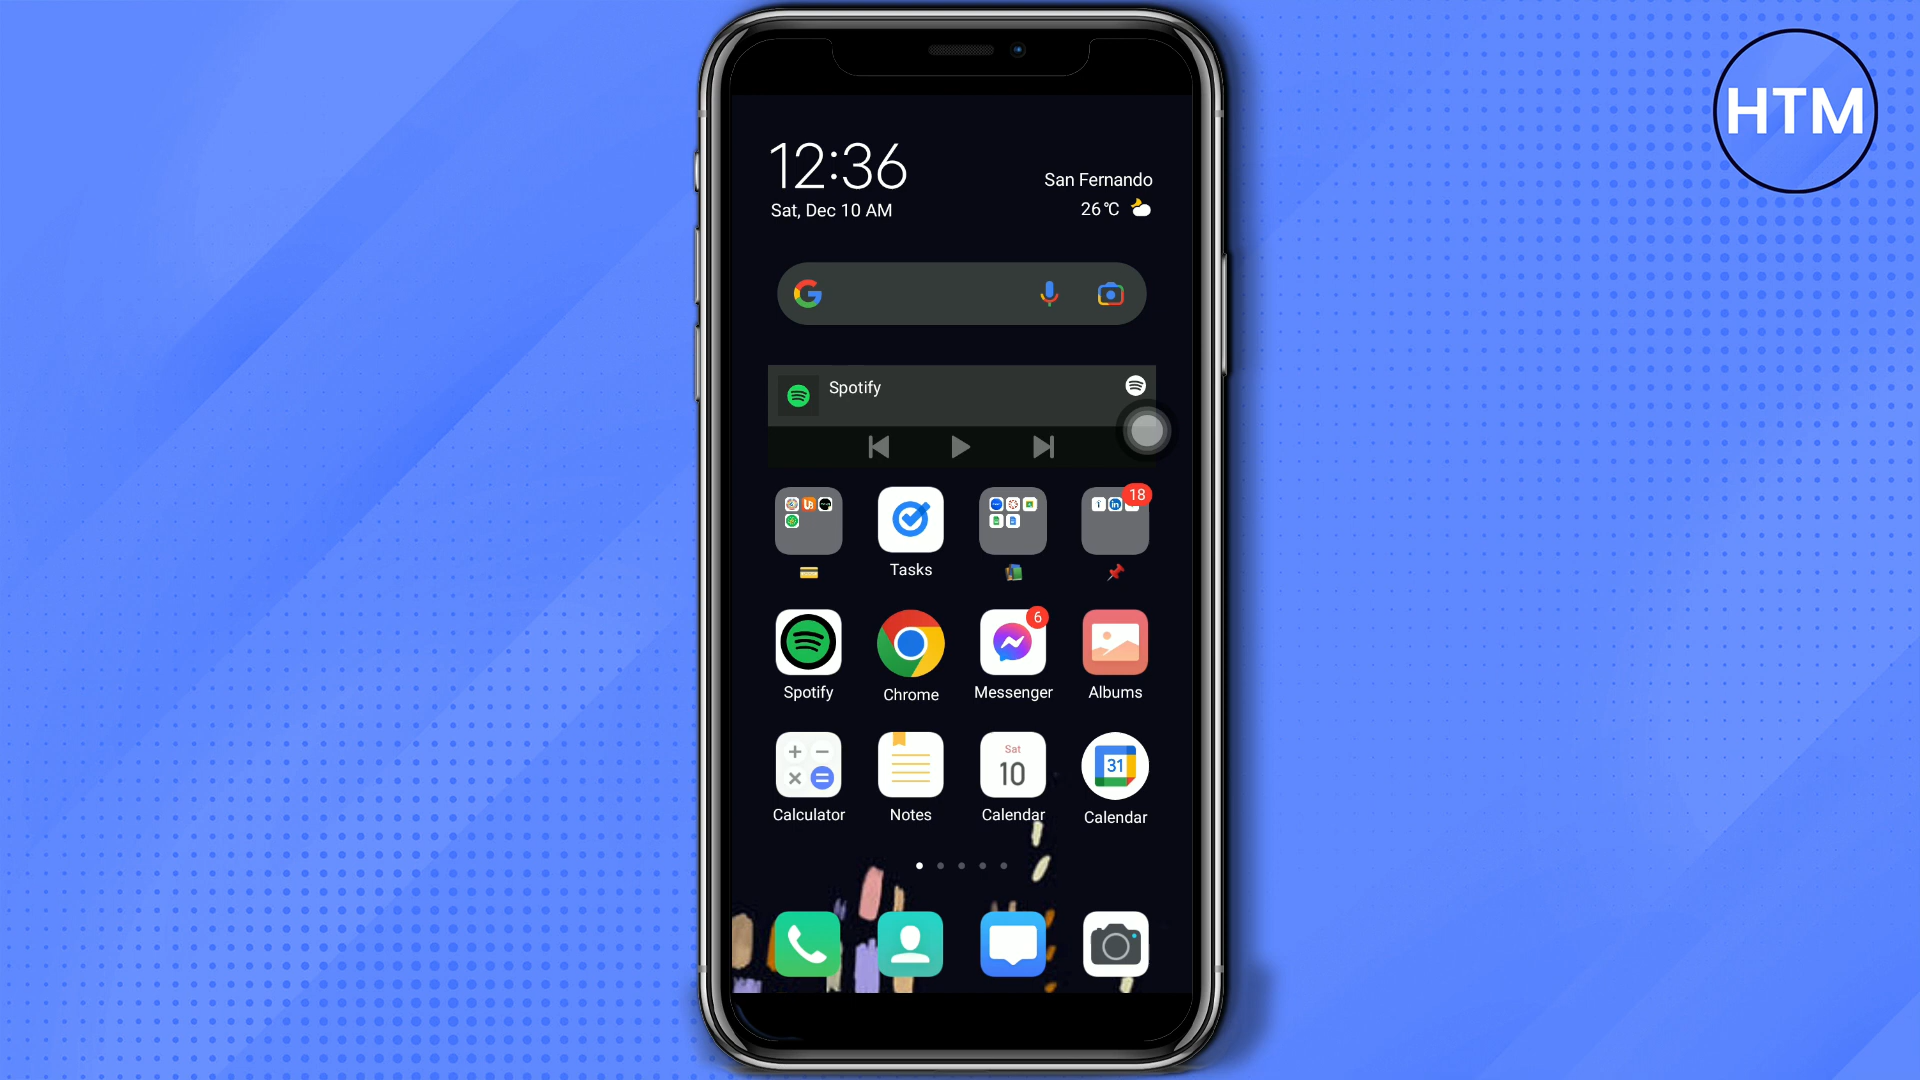 HTM
12:36
Sat, Dec 10 AM
San Fernando
26°C
Spotify
18
Tasks
6
Spotify
Chrome
Messenger
Albums
Sat
10
31
Calculator
Notes
Calendar
Calendar